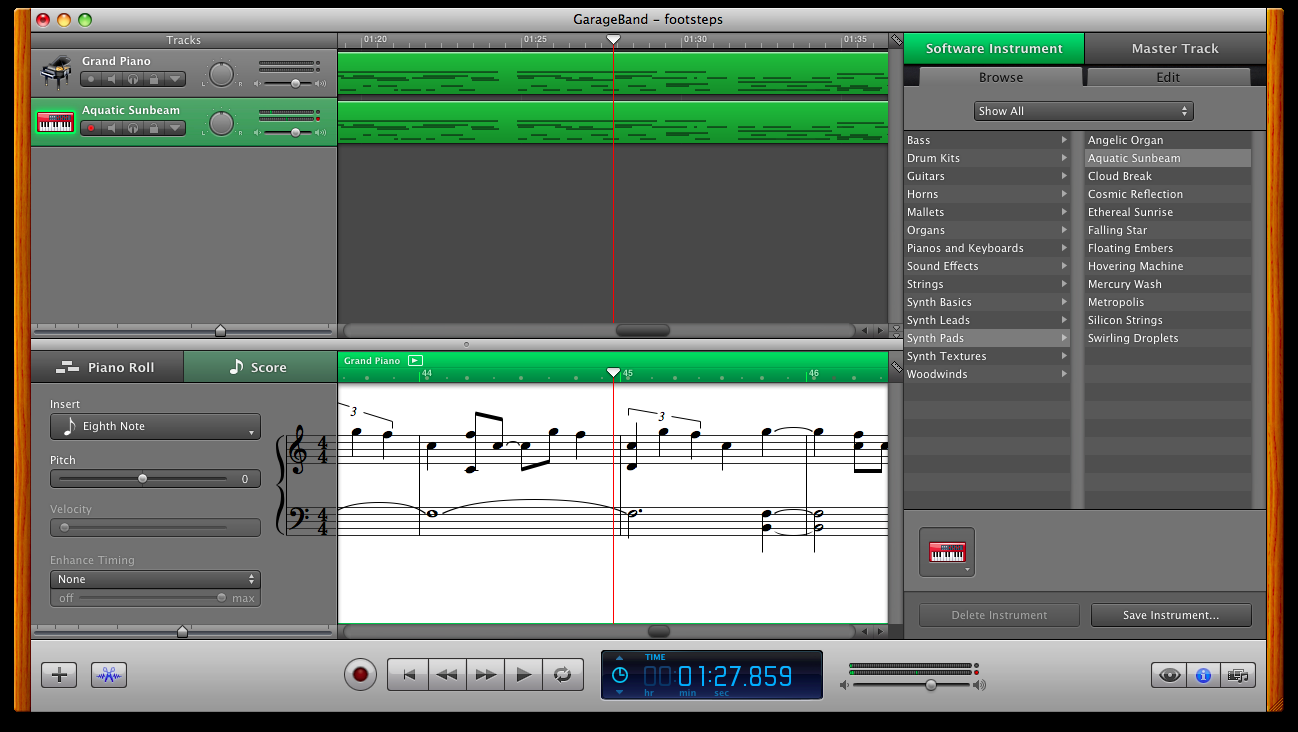 GarageBand – footsteps
Tracks
01:20
01:25
01:30
01:35
Software Instrument
Master Track
Browse
Edit
Show All
Grand Piano
L R
Aquatic Sunbeam
L R
Bass
Drum Kits
Guitars
Horns
Mallets
Organs
Pianos and Keyboards
Sound Effects
Strings
Synth Basics
Synth Leads
Synth Pads
Synth Textures
Woodwinds
Angelic Organ
Aquatic Sunbeam
Cloud Break
Cosmic Reflection
Ethereal Sunrise
Falling Star
Floating Embers
Hovering Machine
Mercury Wash
Metropolis
Silicon Strings
Swirling Droplets
Piano Roll
Score
Grand Piano
44
45
46
Insert
Eighth Note
Pitch
0
Velocity
Enhance Timing
None
off max
3
3
4
4
4
4
Delete Instrument
Save Instrument...
TIME
00:01:27.859
hr min sec